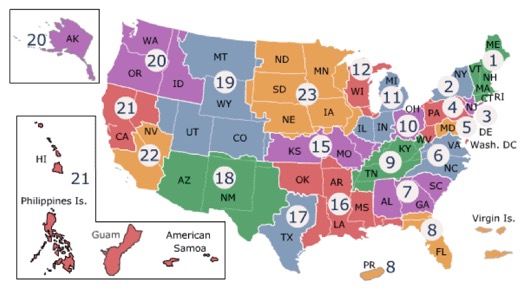 20 AK
WA
OR
20
ID
MT
19
WY
UT
CO
ND
MN
SD
23
NE
IA
12
WI
MI
11
IL
IN
OH
10
ME
1
VT
NH
MA
CT RI
NY
2
NJ
3
PA
4
MD
5
DE
Wash. DC
WV
VA
6
NC
21
CA
NV
22
AZ
18
NM
KS
15
MO
KY
9
TN
OK
AR
16
LA
MS
AL
7
GA
SC
17
TX
8
FL
HI
21
Philippines Is.
Guam
American
Samoa
PR 8
Virgin Is.